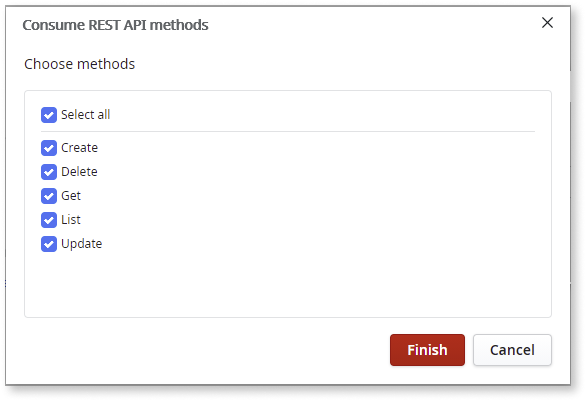 Consume REST API methods
Choose methods
Select all
Create
Delete
Get
List
Update
Finish Cancel